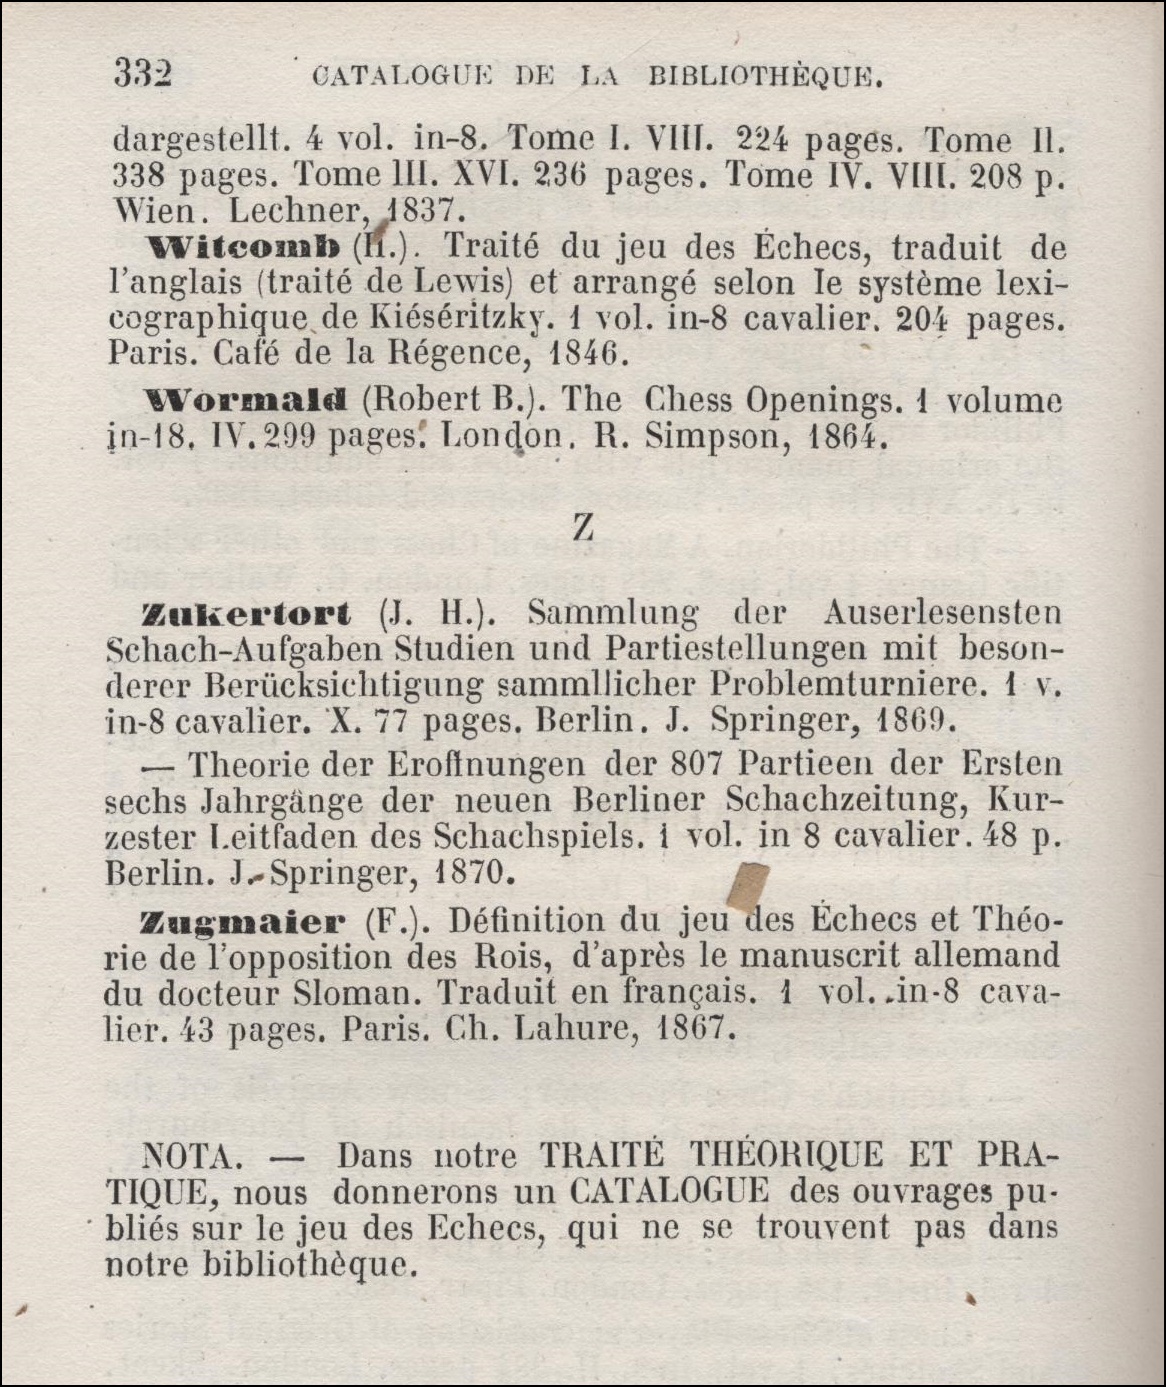 332 CATALOGUE DE LA BIBLIOTHÈQUE.
dargestellt. 4 vol. in-8. Tome I. VIII. 224 pages. Tome II.
338 pages. Tome III. XVI. 236 pages. Tome IV. VIII. 208 p.
Wien. Lechner, 1837.
Witcomb (H.). Traité du jeu des Échecs, traduit de
l'anglais (traité de Lewis) et arrangé selon le système lexi-
cographique de Kiéséritzky. 1 vol. in-8 cavalier. 204 pages.
Paris. Café de la Régence, 1846.
Wormald (Robert B.). The Chess Openings. 1 volume
in-18. IV. 299 pages. London. R. Simpson, 1864.
Z
Zukertort (J. H.). Sammlung der Auserlesensten
Schach-Aufgaben Studien und Partiestellungen mit beson-
derer Berücksichtigung sammllicher Problemturniere. 1 v.
in-8 cavalier. X. 77 pages. Berlin. J. Springer, 1869.
— Theorie der Eroffnungen der 807 Partieen der Ersten
sechs Jahrgänge der neuen Berliner Schachzeitung, Kur-
zester Leitfaden des Schachspiels. 1 vol. in 8 cavalier. 48 p.
Berlin. J. Springer, 1870.
Zugmaier (F.). Définition du jeu des Échecs et Théo-
rie de l'opposition des Rois, d'après le manuscrit allemand
du docteur Sloman. Traduit en français. 1 vol. in-8 cava-
lier. 43 pages. Paris. Ch. Lahure, 1867.
NOTA. — Dans notre TRAITÉ THÉORIQUE ET PRA-
TIQUE, nous donnerons un CATALOGUE des ouvrages pu-
bliés sur le jeu des Echecs, qui ne se trouvent pas dans
notre bibliothèque.